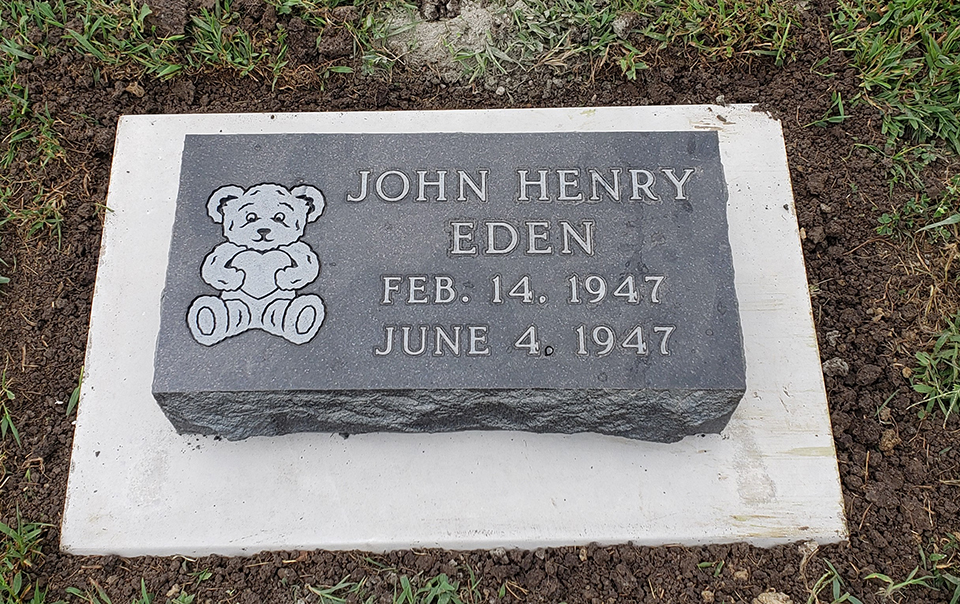 JOHN HENRY
EDEN
FEB. 14. 1947
JUNE 4. 1947